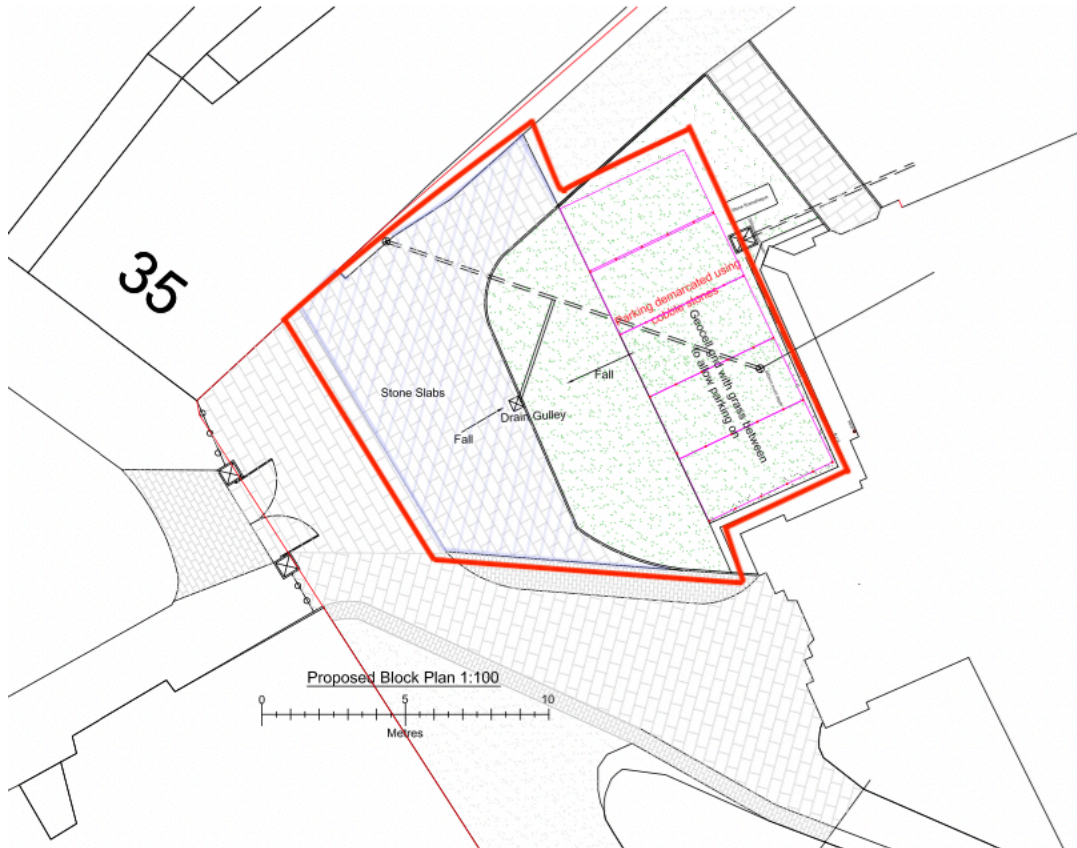 35
Parking demarcated using
cobble stones
Geocell grid with grass between
to allow parking on
Fall
Stone Slabs
Drain Gulley
Fall
Proposed Block Plan 1:100
0 5 10
Metres